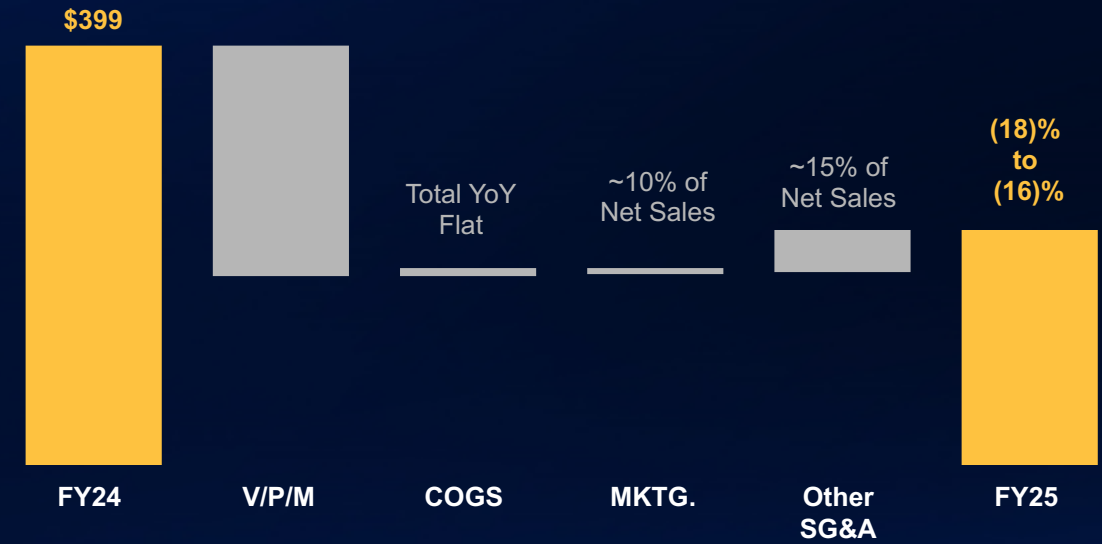 $399
(18)%
to
(16)%
Total YoY
Flat
~10% of
Net Sales
~15% of
Net Sales
FY24
V/P/M
COGS
MKTG.
Other
SG&A
FY25